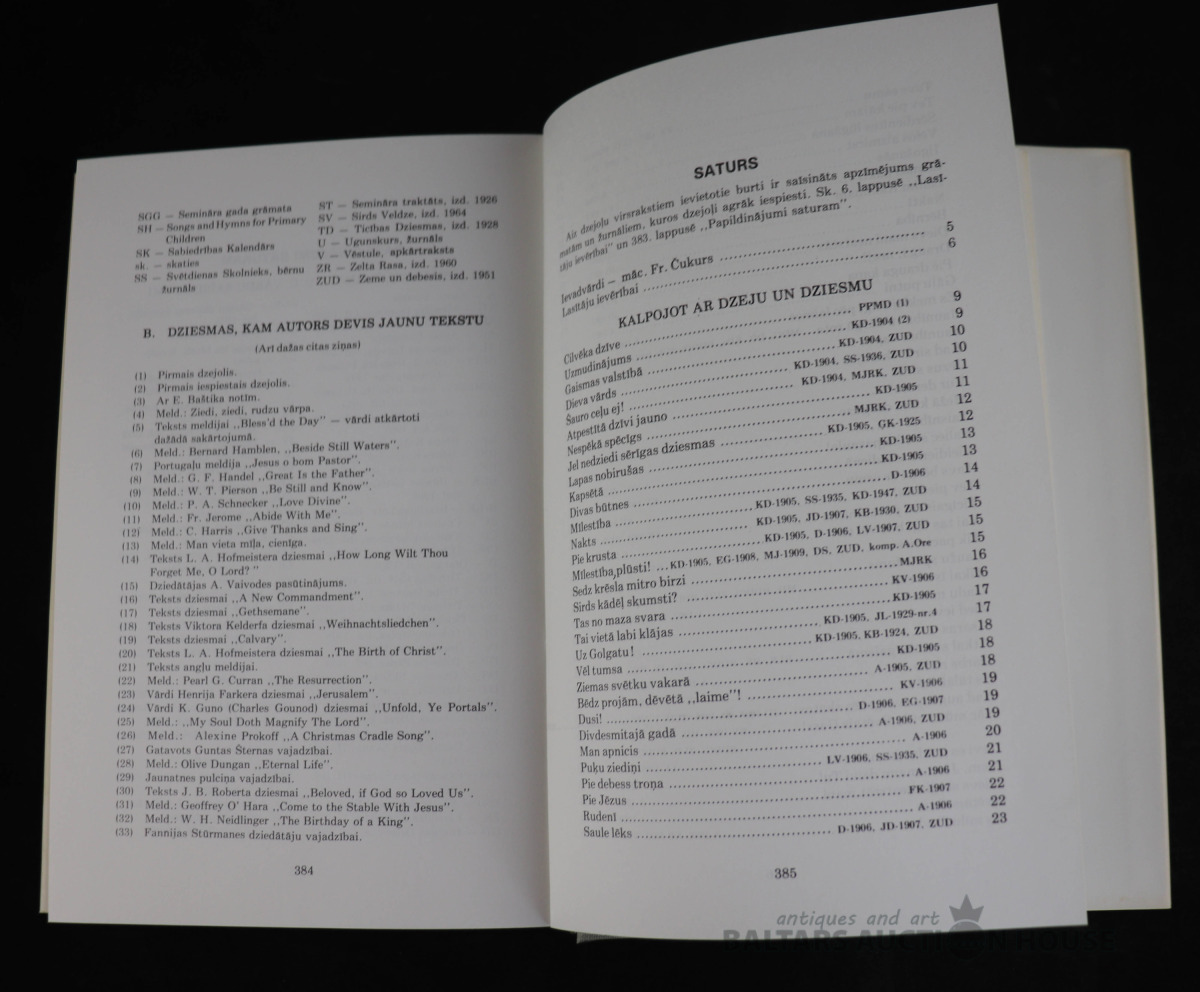 SGG — Semināra gada grāmata
SH — Songs and Hymns for Primary
Children
SK — Sabiedrības Kalendārs
sk. — skaties
SS — Svētdienas Skolnieks, bērnu
žurnāls
ST — Semināra traktāts, izd. 1926
SV — Sirds Veldze, izd. 1964
TD — Ticības Dziesmas, izd. 1928
U — Ugunskurs, žurnāls
V — Vēstule, apkārtraksts
ZR — Zelta Rasa, izd. 1960
ZUD — Zeme un debesis, izd. 1951
B. DZIESMAS, KAM AUTORS DEVIS JAUNU TEKSTU
(Arī dažas citas ziņas)
(1) Pirmais dzejolis.
(2) Pirmais iespiestais dzejolis.
(3) Ar E. Baštika notīm.
(4) Meld.: Ziedi, ziedi, rudzu vārpa.
(5) Teksts meldijai ,,Bless'd the Day" — vārdi atkārtoti
dažādā sakārtojumā.
(6) Meld.: Bernard Hamblen, ,,Beside Still Waters".
(7) Portugaļu meldija ,,Jesus o bom Pastor".
(8) Meld.: G. F. Handel ,,Great Is the Father".
(9) Meld.: W. T. Pierson ,,Be Still and Know".
(10) Meld.: P. A. Schnecker ,,Love Divine".
(11) Meld.: Fr. Jerome ,,Abide With Me".
(12) Meld.: C. Harris ,,Give Thanks and Sing".
(13) Meld.: Man vieta mīļa, cienīga.
(14) Teksts L. A. Hofmeistera dziesmai ,,How Long Wilt Thou
Forget Me, O Lord?"
(15) Dziedātājas A. Vaivodes pasūtinājums.
(16) Teksts dziesmai ,,A New Commandment".
(17) Teksts dziesmai ,,Gethsemane".
(18) Teksts Viktora Kelderfa dziesmai ,,Weihnachtsliedchen".
(19) Teksts dziesmai ,,Calvary".
(20) Teksts L. A. Hofmeistera dziesmai ,,The Birth of Christ".
(21) Teksts angļu meldijai.
(22) Meld.: Pearl G. Curran ,,The Resurrection".
(23) Vārdi Henrija Farkera dziesmai ,,Jerusalem".
(24) Vārdi K. Guno (Charles Gounod) dziesmai ,,Unfold, Ye Portals".
(25) Meld.: ,,My Soul Doth Magnify The Lord".
(26) Meld.: Alexine Prokoff ,,A Christmas Cradle Song".
(27) Gatavots Guntas Šternas vajadzībai.
(28) Meld.: Olive Dungan ,,Eternal Life".
(29) Jaunatnes pulciņa vajadzībai.
(30) Teksts J. B. Roberta dziesmai ,,Beloved, if God so Loved Us".
(31) Meld.: Geoffrey O' Hara ,,Come to the Stable With Jesus".
(32) Meld.: W. H. Neidlinger ,,The Birthday of a King".
(33) Fannijas Stūrmanes dziedātāju vajadzībai.
384
SATURS
Aiz dzejoļu virsrakstiem ievietotie burti ir saīsināts apzīmējums grā-
matām un žurnāliem, kuros dzejoļi agrāk iespiesti. Sk. 6. lappusē ,,Lasī-
tāju ievērībai" un 383. lappusē ,,Papildinājumi saturam".
Ievadvārdi — māc. Fr. Čukurs ........ 5
Lasītāju ievērībai ........ 6
KALPOJOT AR DZEJU UN DZIESMU
Cilvēka dzīve ........ PPMD (1) 9
Uzmudinājums ........ KD-1904 (2) 9
Gaismas valstībā ........ KD-1904, ZUD 10
Dieva vārds ........ KD-1904, SS-1936, ZUD 10
Šauro ceļu ej! ........ KD-1904, MJRK, ZUD 11
Atpestītā dzīvi jauno ........ KD-1905 11
Nespēkā spēcīgs ........ MJRK, ZUD 12
Jel nedziedi sērīgas dziesmas ........ KD-1905, GK-1925 12
Lapas nobirušas ........ KD-1905 13
Kapsētā ........ KD-1905 13
Divas būtnes ........ D-1906 14
Mīlestība ........ KD-1905, SS-1935, KD-1947, ZUD 14
Nakts ........ KD-1905, JD-1907, KB-1930, ZUD 15
Pie krusta ........ KD-1905, D-1906, LV-1907, ZUD 15
Mīlestība, plūsti! ... KD-1905, EG-1908, MJ-1909, DS, ZUD, komp. A.Ore 15
Sedz krēsla mitro birzi ........ MJRK 16
Sirds kādēļ skumsti? ........ KV-1906 16
Tas no maza svara ........ KD-1905 17
Tai vietā labi klājas ........ KD-1905, JL-1929-nr.4 17
Uz Golgatu! ........ KD-1905, KB-1924, ZUD 18
Vēl tumsa ........ KD-1905 18
Ziemas svētku vakarā ........ A-1905, ZUD 18
Bēdz projām, dēvētā ,,laime"! ........ KV-1906 19
Dusi! ........ D-1906, EG-1907 19
Divdesmitajā gadā ........ A-1906, ZUD 19
Man apnicis ........ A-1906 20
Puķu ziediņi ........ LV-1906, SS-1935, ZUD 21
Pie debess troņa ........ A-1906 21
Pie Jēzus ........ FK-1907 22
Rudenī ........ A-1906 22
Saule lēks ........ D-1906, JD-1907, ZUD 23
385
antiques and art
BALTARS AUCTION HOUSE